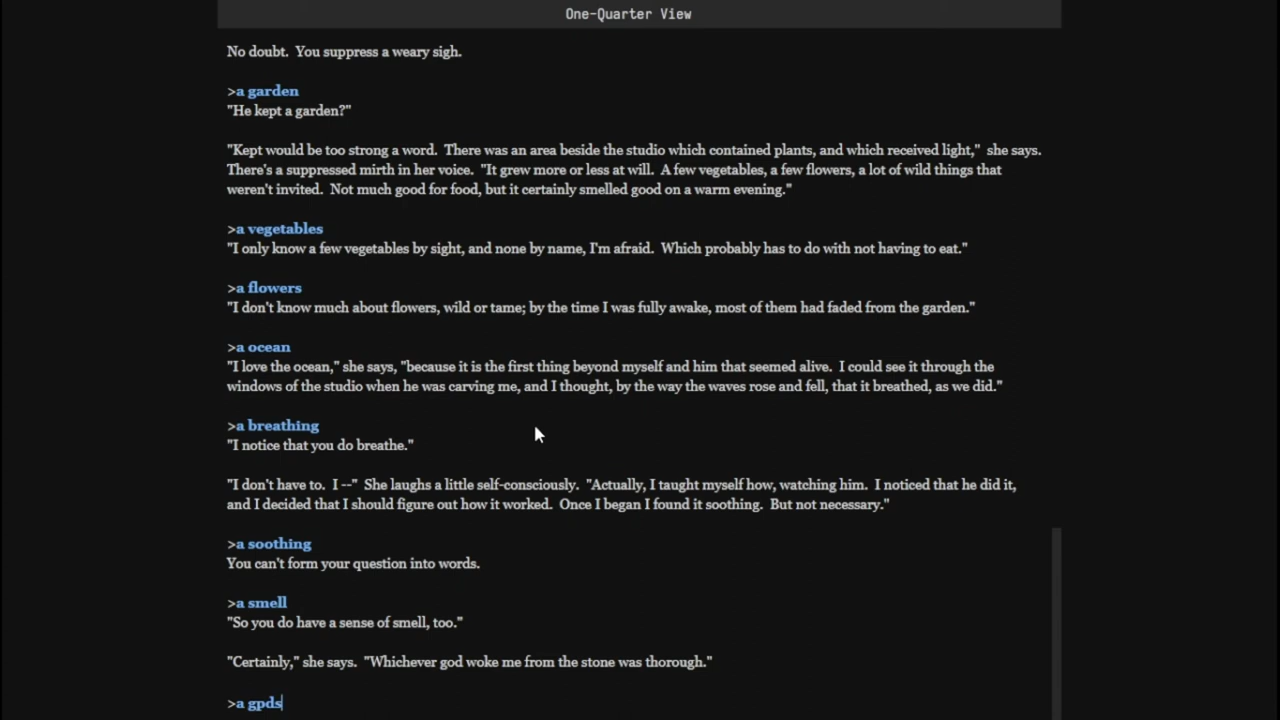 One-Quarter View
No doubt.  You suppress a weary sigh.
>a garden
"He kept a garden?"
"Kept would be too strong a word.  There was an area beside the studio which contained plants, and which received light,"  she says.
There's a suppressed mirth in her voice.  "It grew more or less at will.  A few vegetables, a few flowers, a lot of wild things that
weren't invited.  Not much good for food, but it certainly smelled good on a warm evening."
>a vegetables
"I only know a few vegetables by sight, and none by name, I'm afraid.  Which probably has to do with not having to eat."
>a flowers
"I don't know much about flowers, wild or tame; by the time I was fully awake, most of them had faded from the garden."
>a ocean
"I love the ocean," she says, "because it is the first thing beyond myself and him that seemed alive.  I could see it through the
windows of the studio when he was carving me, and I thought, by the way the waves rose and fell, that it breathed, as we did."
>a breathing
"I notice that you do breathe."
"I don't have to.  I --"  She laughs a little self-consciously.  "Actually, I taught myself how, watching him.  I noticed that he did it,
and I decided that I should figure out how it worked.  Once I began I found it soothing.  But not necessary."
>a soothing
You can't form your question into words.
>a smell
"So you do have a sense of smell, too."
"Certainly," she says.  "Whichever god woke me from the stone was thorough."
>a gpds